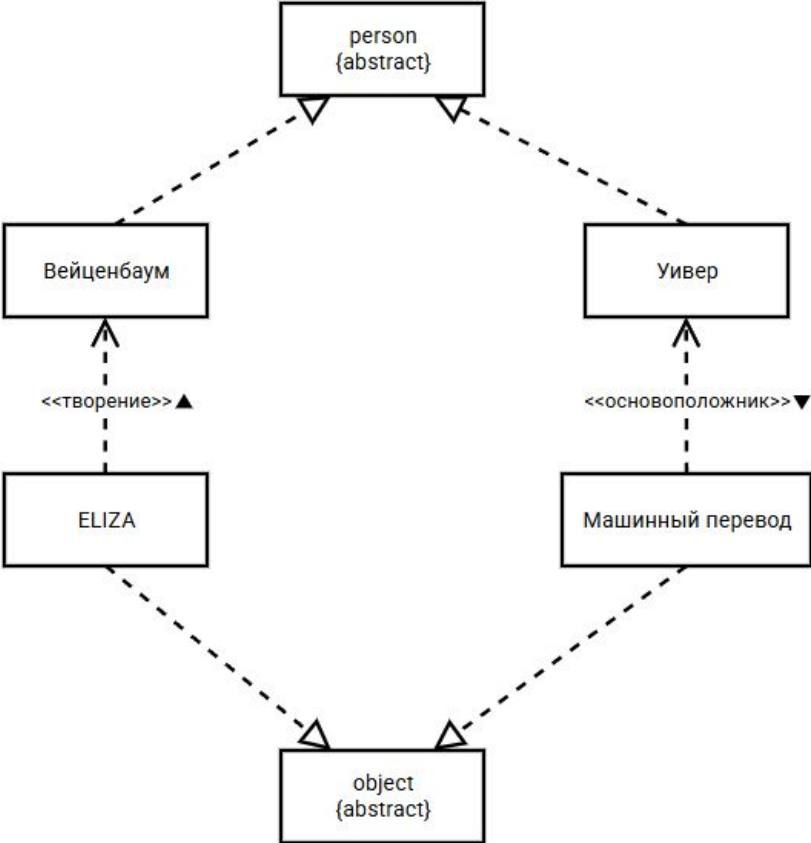 person
{abstract}
Вейценбаум
Уивер
<<творение>>▲
<<основоположник>>▼
ELIZA
Машинный перевод
object
{abstract}